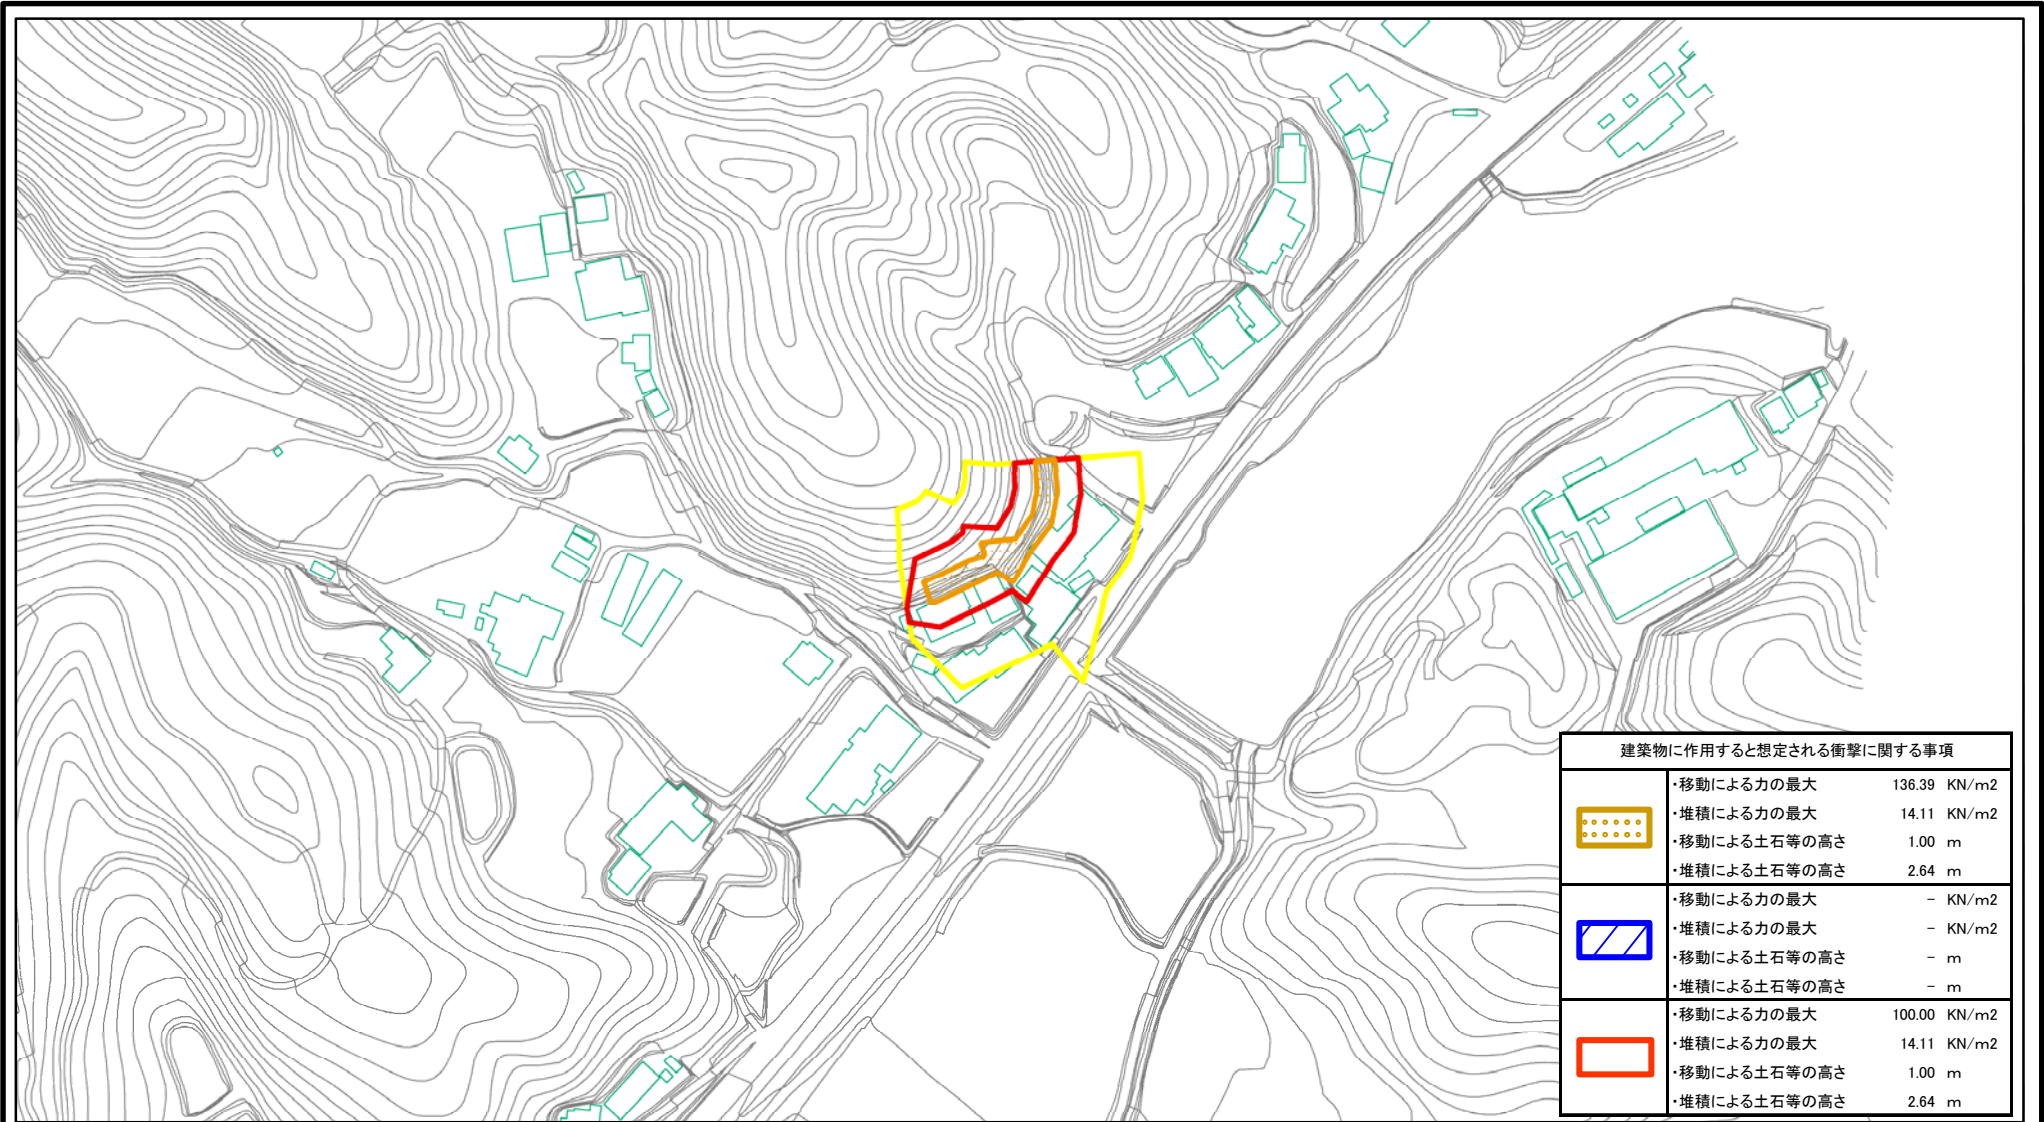 建築物に作用すると想定される衝撃に関する事項
・移動による力の最大 136.39 KN/m2
・堆積による力の最大 14.11 KN/m2
・移動による土石等の高さ 1.00 m
・堆積による土石等の高さ 2.64 m
・移動による力の最大 - KN/m2
・堆積による力の最大 - KN/m2
・移動による土石等の高さ - m
・堆積による土石等の高さ - m
・移動による力の最大 100.00 KN/m2
・堆積による力の最大 14.11 KN/m2
・移動による土石等の高さ 1.00 m
・堆積による土石等の高さ 2.64 m